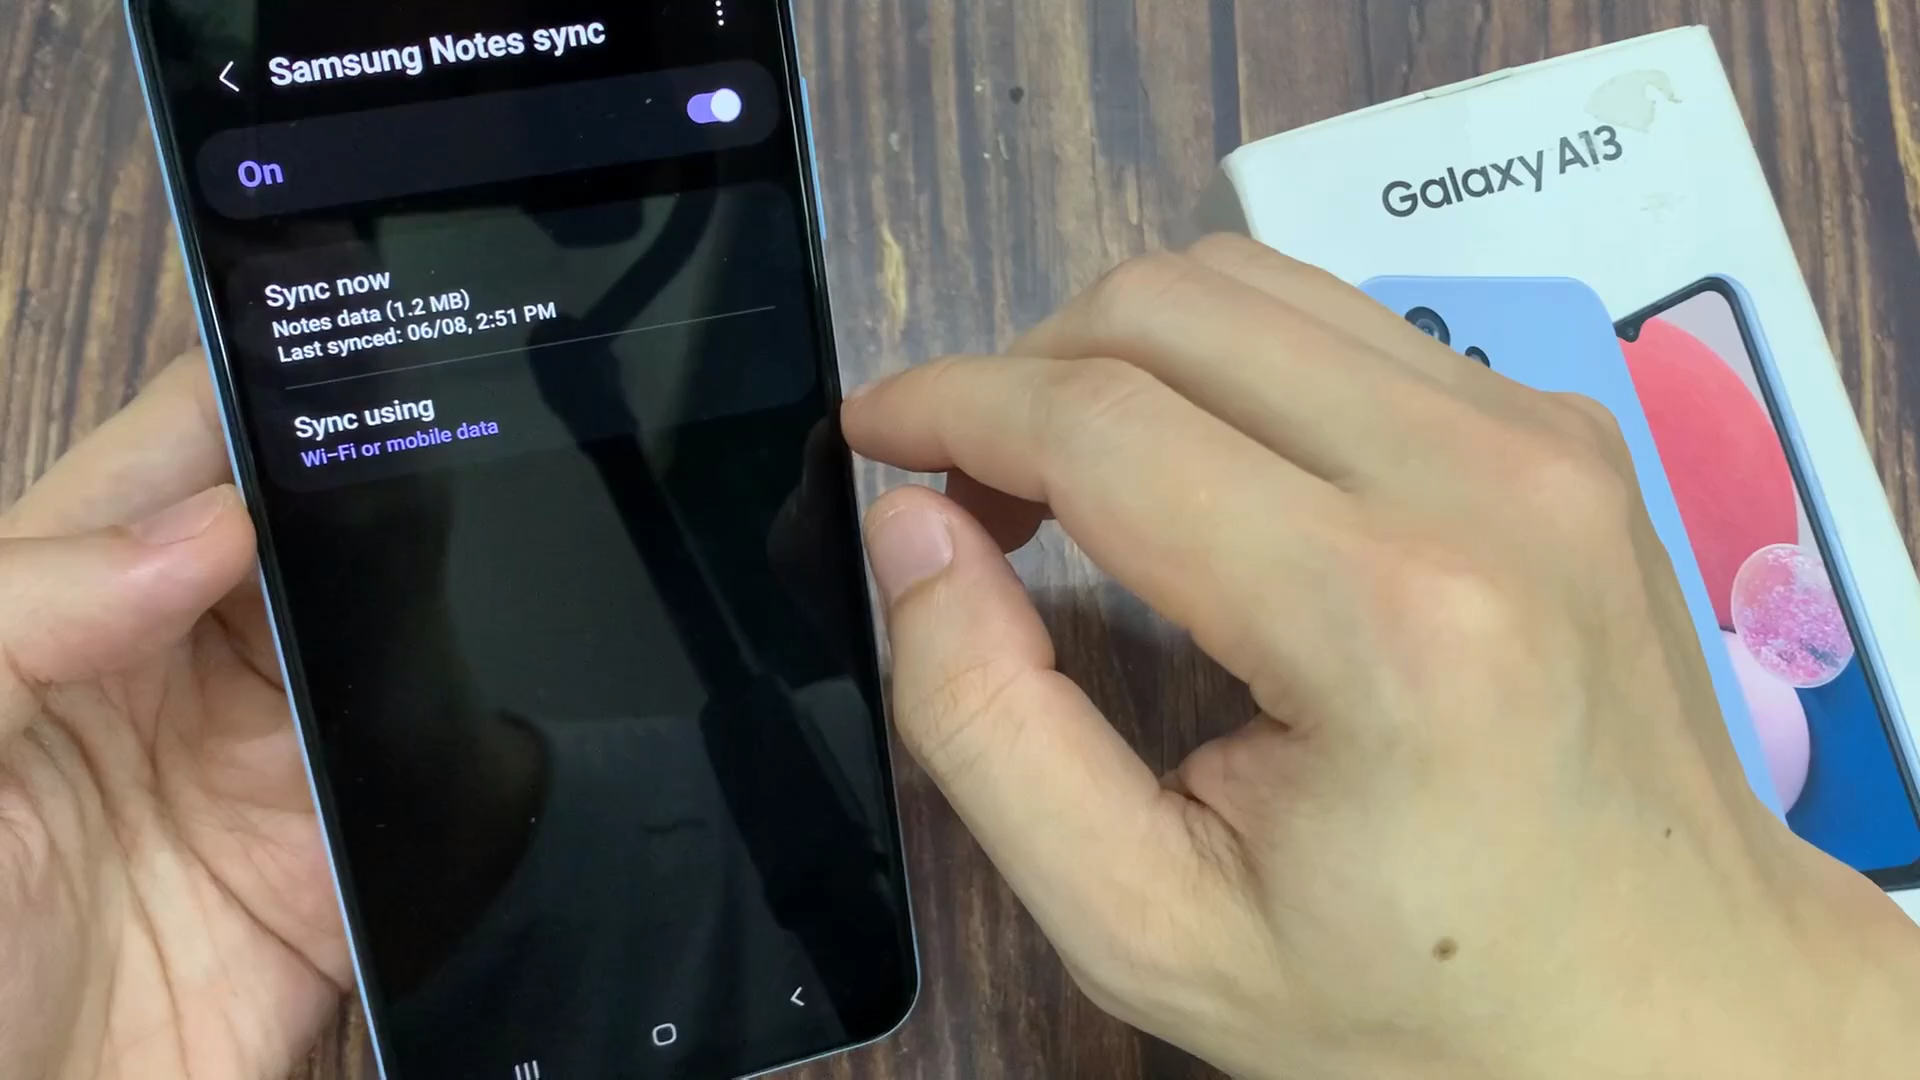 Samsung Notes sync
On
Sync now
Notes data (1.2 MB)
Last synced: 06/08, 2:51 PM
Sync using
Wi-Fi or mobile data
Galaxy A13